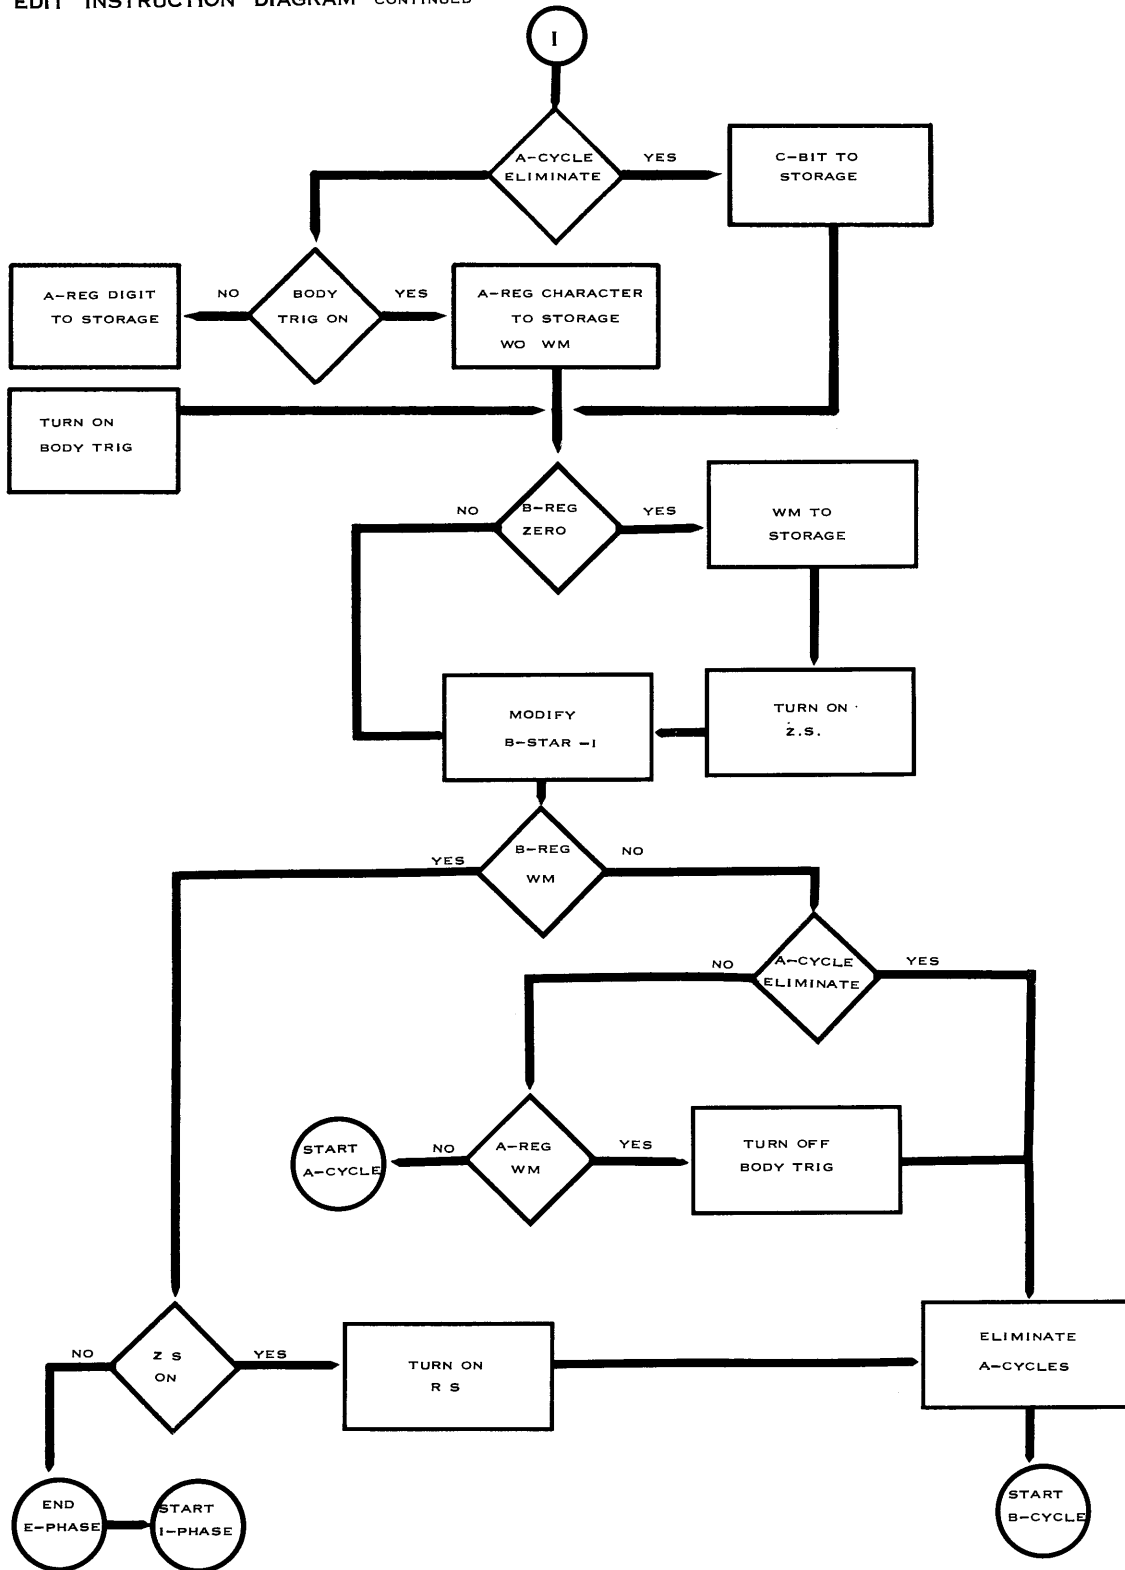 EDIT INSTRUCTION DIAGRAM CONTINUED
I
A-CYCLE
ELIMINATE
YES
C-BIT TO
STORAGE
A-REG DIGIT
TO STORAGE
NO
BODY
TRIG ON
YES
A-REG CHARACTER
TO STORAGE
WO WM
TURN ON
BODY TRIG
NO
B-REG
ZERO
YES
WM TO
STORAGE
MODIFY
B-STAR -1
TURN ON
Z.S.
YES
B-REG
WM
NO
NO
A-CYCLE
ELIMINATE
YES
START
A-CYCLE
NO
A-REG
WM
YES
TURN OFF
BODY TRIG
NO
Z S
ON
YES
TURN ON
R S
ELIMINATE
A-CYCLES
END
E-PHASE
START
I-PHASE
START
B-CYCLE